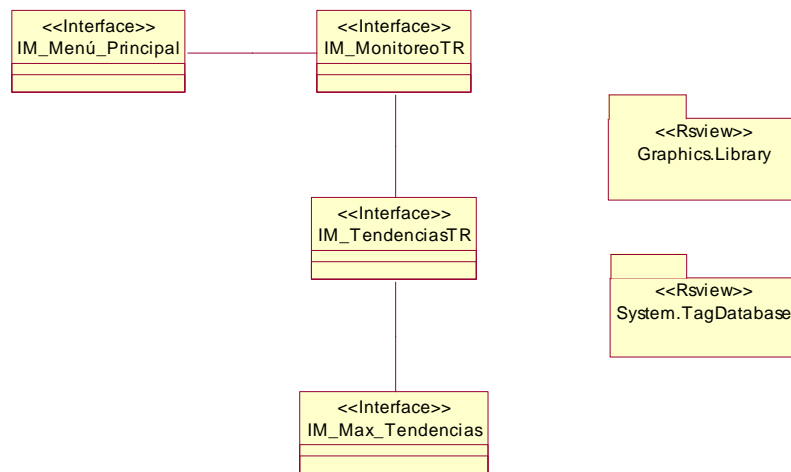 <<Interface>>
IM_Menú_Principal
<<Interface>>
IM_MonitoreoTR
<<Rsview>>
Graphics.Library
<<Interface>>
IM_TendenciasTR
<<Rsview>>
System.TagDatabase
<<Interface>>
IM_Max_Tendencias